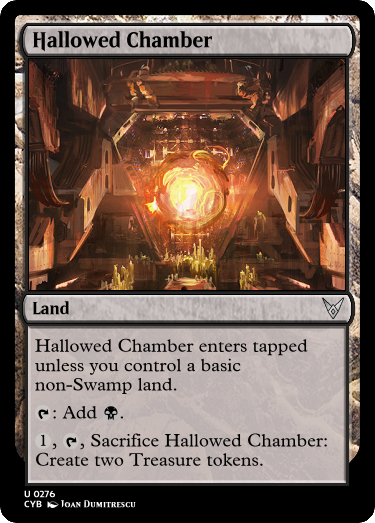 Hallowed Chamber
Land
Hallowed Chamber enters tapped
unless you control a basic
non-Swamp land.
: Add .
1 , , Sacrifice Hallowed Chamber:
Create two Treasure tokens.
U 0276
CYB Joan Dumitrescu